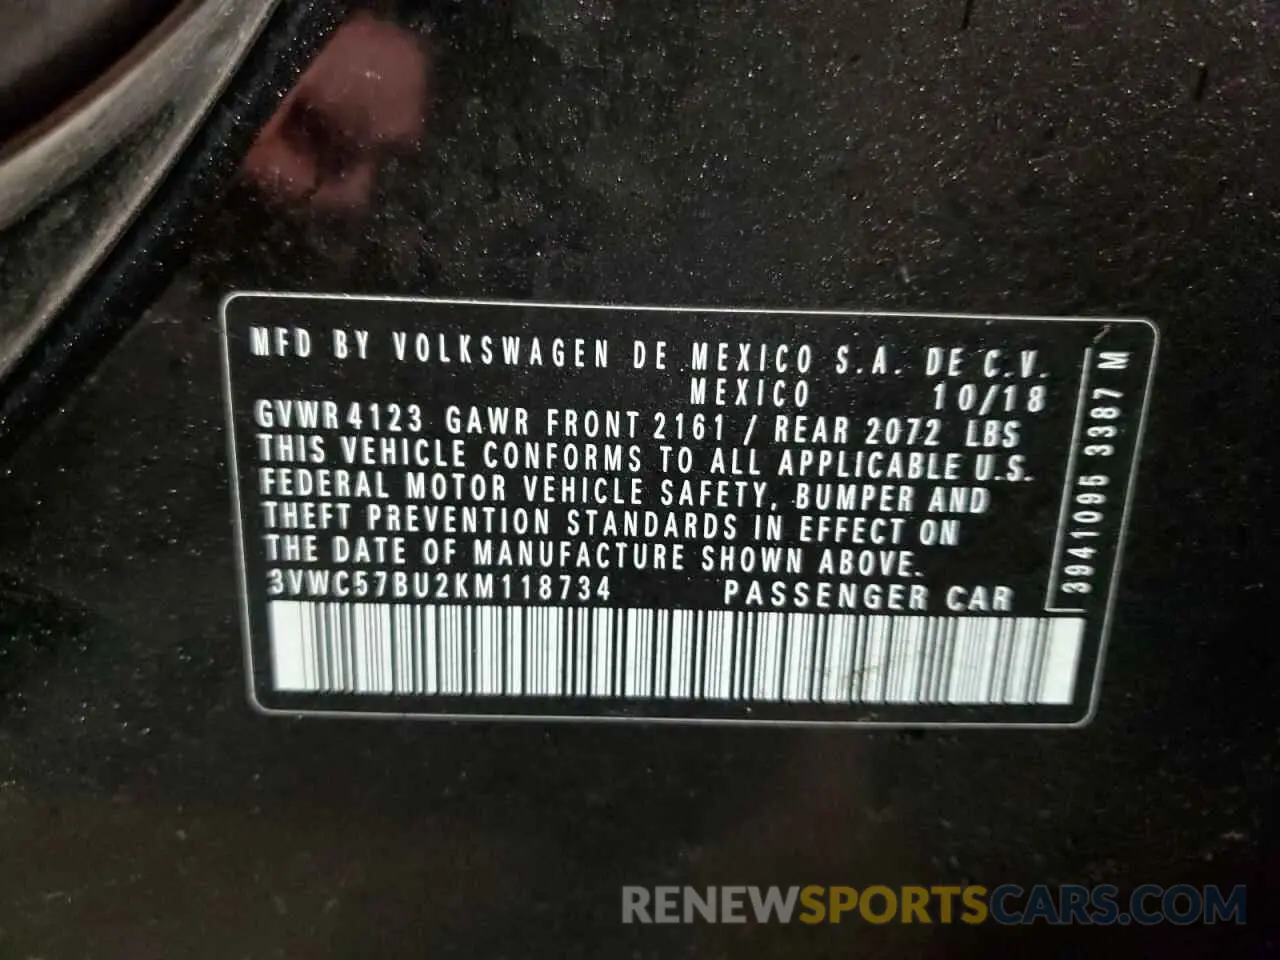 MFD BY VOLKSWAGEN DE MEXICO S.A. DE C.V.
MEXICO 10/18
GVWR 4123 GAWR FRONT 2161 / REAR 2072 LBS
THIS VEHICLE CONFORMS TO ALL APPLICABLE U.S.
FEDERAL MOTOR VEHICLE SAFETY, BUMPER AND
THEFT PREVENTION STANDARDS IN EFFECT ON
THE DATE OF MANUFACTURE SHOWN ABOVE.
3VWC57BU2KM118734 PASSENGER CAR
3941095 3387 M
RENEWSPORTSCARS.COM